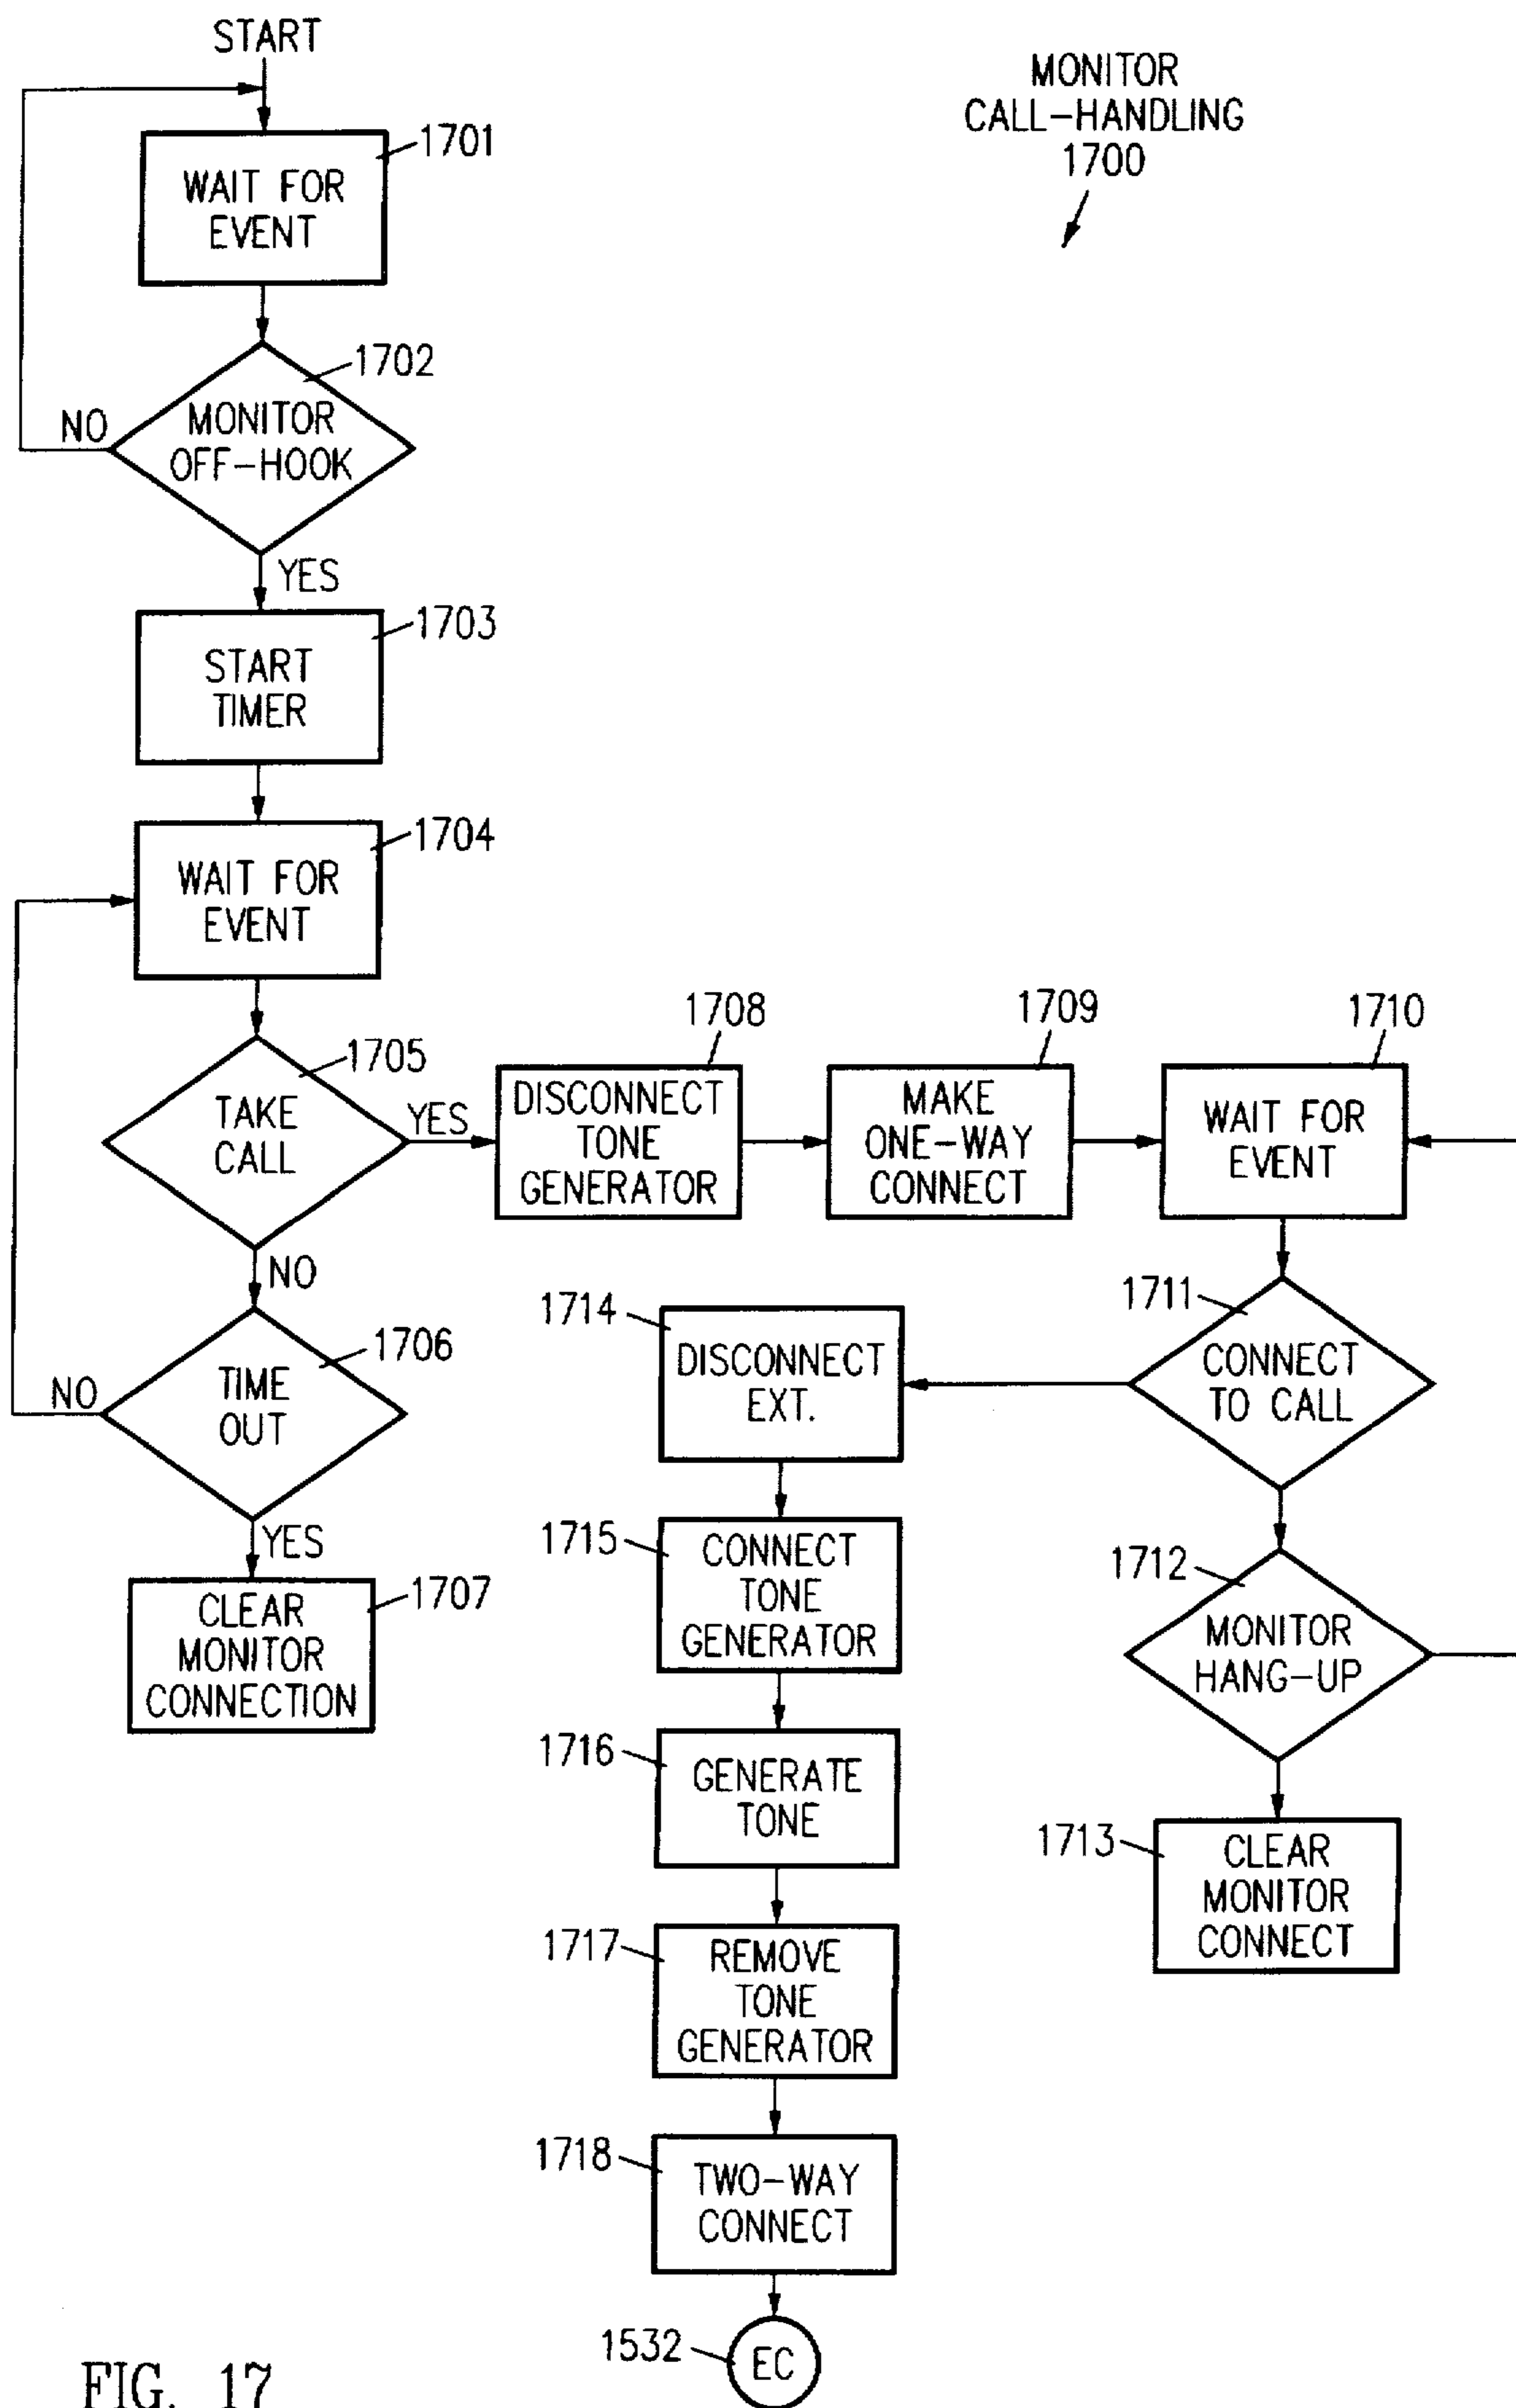 START
MONITOR
CALL-HANDLING
1700
1701
WAIT FOR
EVENT
1702
MONITOR
OFF-HOOK
NO
YES
1703
START
TIMER
1704
WAIT FOR
EVENT
1705
TAKE
CALL
YES
NO
1708
DISCONNECT
TONE
GENERATOR
1709
MAKE
ONE-WAY
CONNECT
1710
WAIT FOR
EVENT
1706
TIME
OUT
NO
YES
1707
CLEAR
MONITOR
CONNECTION
1711
CONNECT
TO CALL
1712
MONITOR
HANG-UP
1713
CLEAR
MONITOR
CONNECT
1714
DISCONNECT
EXT.
1715
CONNECT
TONE
GENERATOR
1716
GENERATE
TONE
1717
REMOVE
TONE
GENERATOR
1718
TWO-WAY
CONNECT
1532
EC
FIG. 17